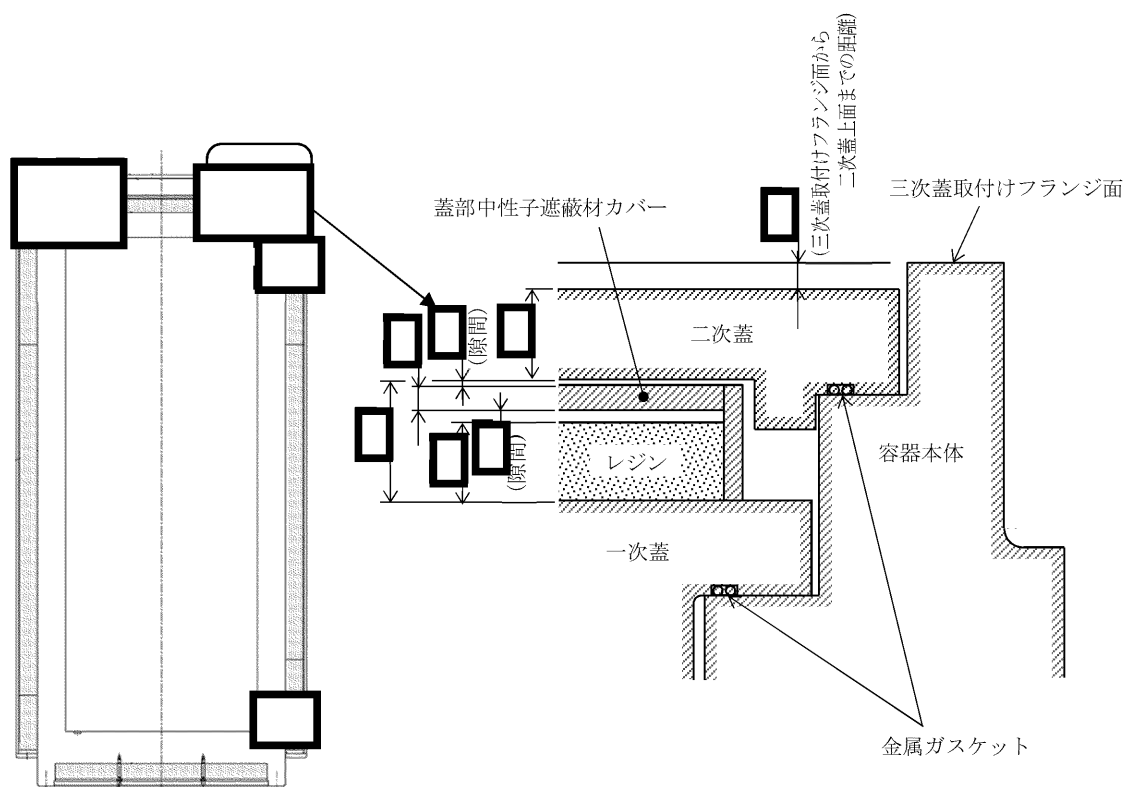 (三次蓋取付けフランジ面から
二次蓋上面までの距離)
三次蓋取付けフランジ面
蓋部中性子遮蔽材カバー
(隙間)
二次蓋
容器本体
レジン
(隙間)
一次蓋
金属ガスケット